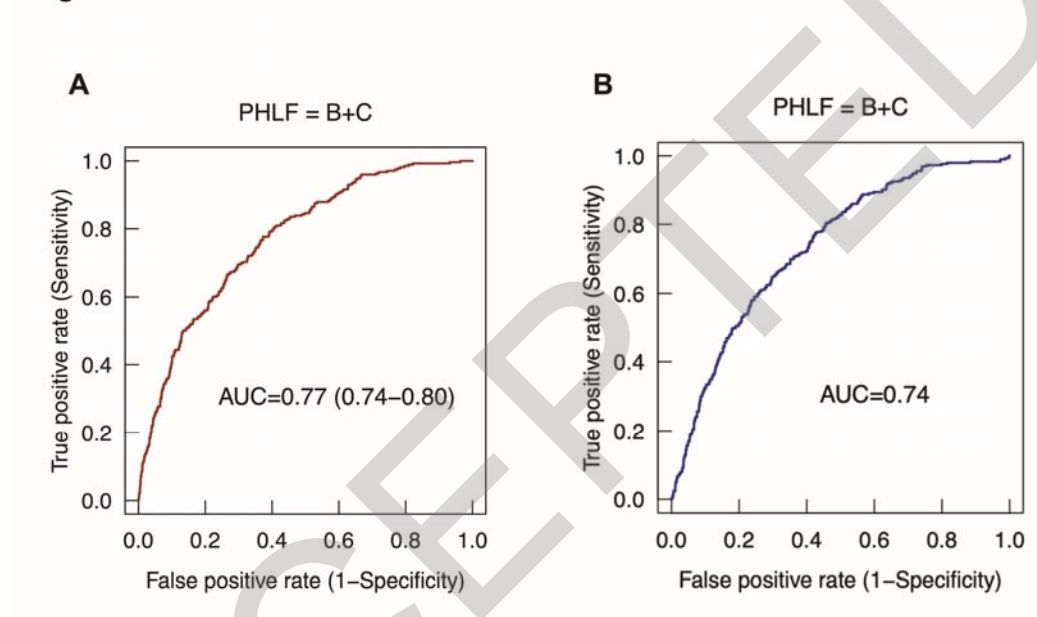 A
PHLF = B+C
True positive rate (Sensitivity)
1.0
0.8
0.6
0.4
0.2
0.0
AUC=0.77 (0.74–0.80)
0.0 0.2 0.4 0.6 0.8 1.0
False positive rate (1–Specificity)
B
PHLF = B+C
True positive rate (Sensitivity)
1.0
0.8
0.6
0.4
0.2
0.0
AUC=0.74
0.0 0.2 0.4 0.6 0.8 1.0
False positive rate (1–Specificity)
CEPTED